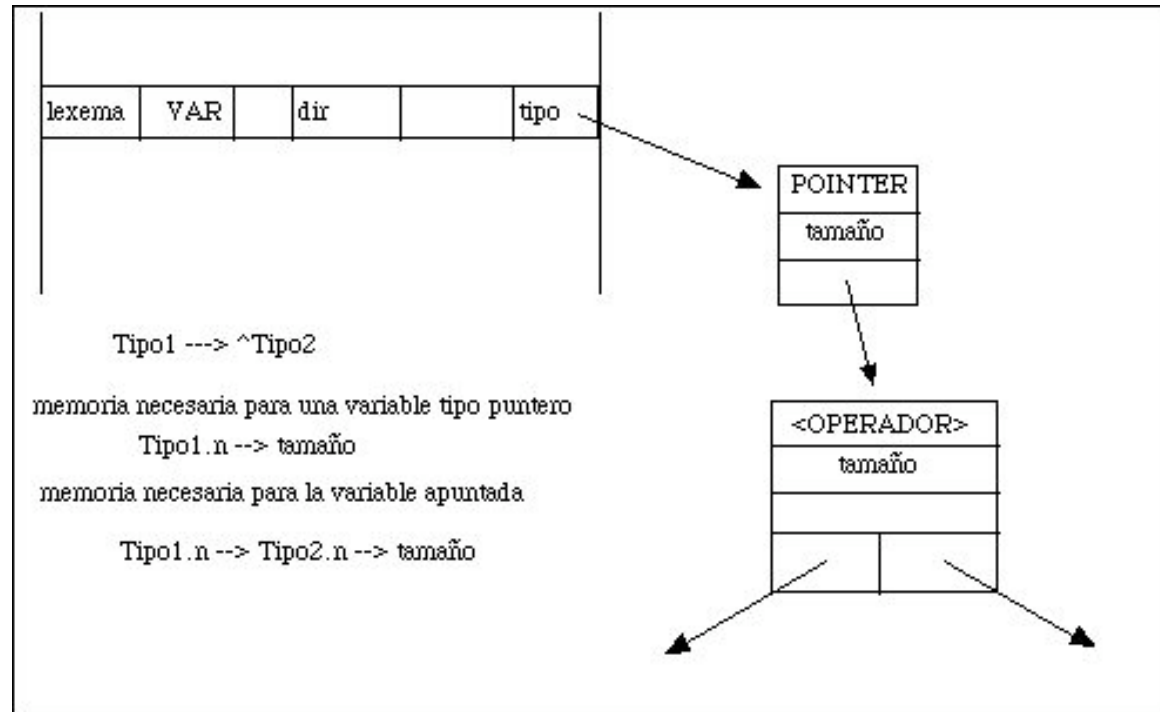 lexema VAR dir tipo
POINTER
tamaño
Tipo1 ---> ^Tipo2
memoria necesaria para una variable tipo puntero
Tipo1.n --> tamaño
memoria necesaria para la variable apuntada
Tipo1.n --> Tipo2.n --> tamaño
<OPERADOR>
tamaño